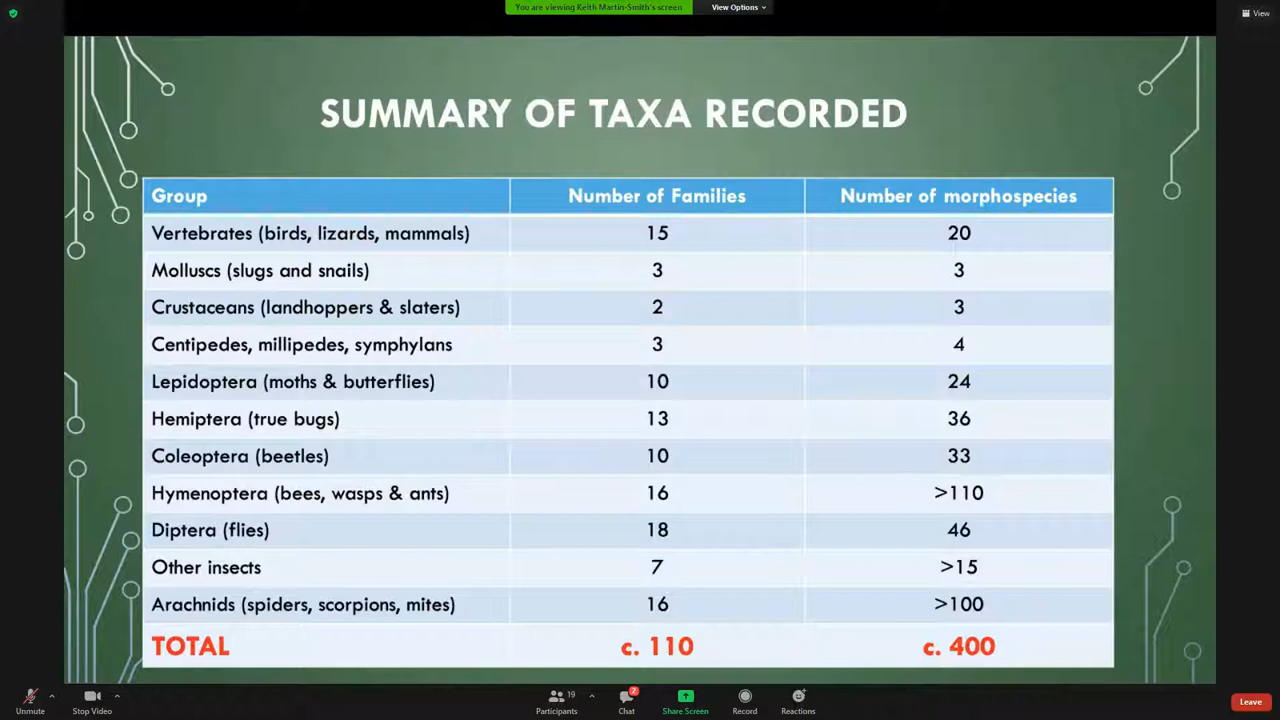 You are viewing Keith Martin-Smith's screen View Options
View
SUMMARY OF TAXA RECORDED
Group Number of Families Number of morphospecies
Vertebrates (birds, lizards, mammals) 15 20
Molluscs (slugs and snails) 3 3
Crustaceans (landhoppers & slaters) 2 3
Centipedes, millipedes, symphylans 3 4
Lepidoptera (moths & butterflies) 10 24
Hemiptera (true bugs) 13 36
Coleoptera (beetles) 10 33
Hymenoptera (bees, wasps & ants) 16 >110
Diptera (flies) 18 46
Other insects 7 >15
Arachnids (spiders, scorpions, mites) 16 >100
TOTAL c. 110 c. 400
19 2
Unmute Stop Video Participants Chat Share Screen Record Reactions Leave